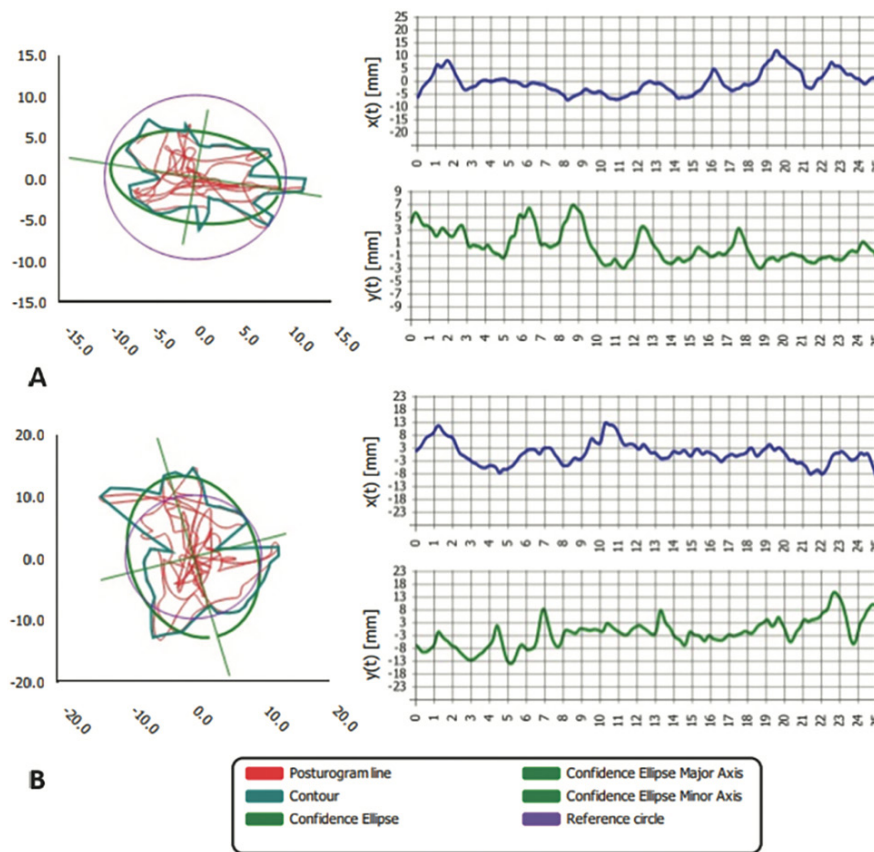 15.0
10.0
5.0
0.0
-5.0
-10.0
-15.0
-15.0 -10.0 -5.0 0.0 5.0 10.0 15.0
x(t) [mm]
25
20
15
10
5
0
-5
-10
-15
-20
0 1 2 3 4 5 6 7 8 9 10 11 12 13 14 15 16 17 18 19 20 21 22 23 24 25
y(t) [mm]
9
7
5
3
1
-1
-3
-5
-7
-9
0 1 2 3 4 5 6 7 8 9 10 11 12 13 14 15 16 17 18 19 20 21 22 23 24 25
A
20.0
10.0
0.0
-10.0
-20.0
-20.0 -10.0 0.0 10.0 20.0
x(t) [mm]
23
18
13
8
3
-3
-8
-13
-18
-23
0 1 2 3 4 5 6 7 8 9 10 11 12 13 14 15 16 17 18 19 20 21 22 23 24 25
y(t) [mm]
23
18
13
8
3
-3
-8
-13
-18
-23
0 1 2 3 4 5 6 7 8 9 10 11 12 13 14 15 16 17 18 19 20 21 22 23 24 25
B
Posturogram line
Contour
Confidence Ellipse
Confidence Ellipse Major Axis
Confidence Ellipse Minor Axis
Reference circle